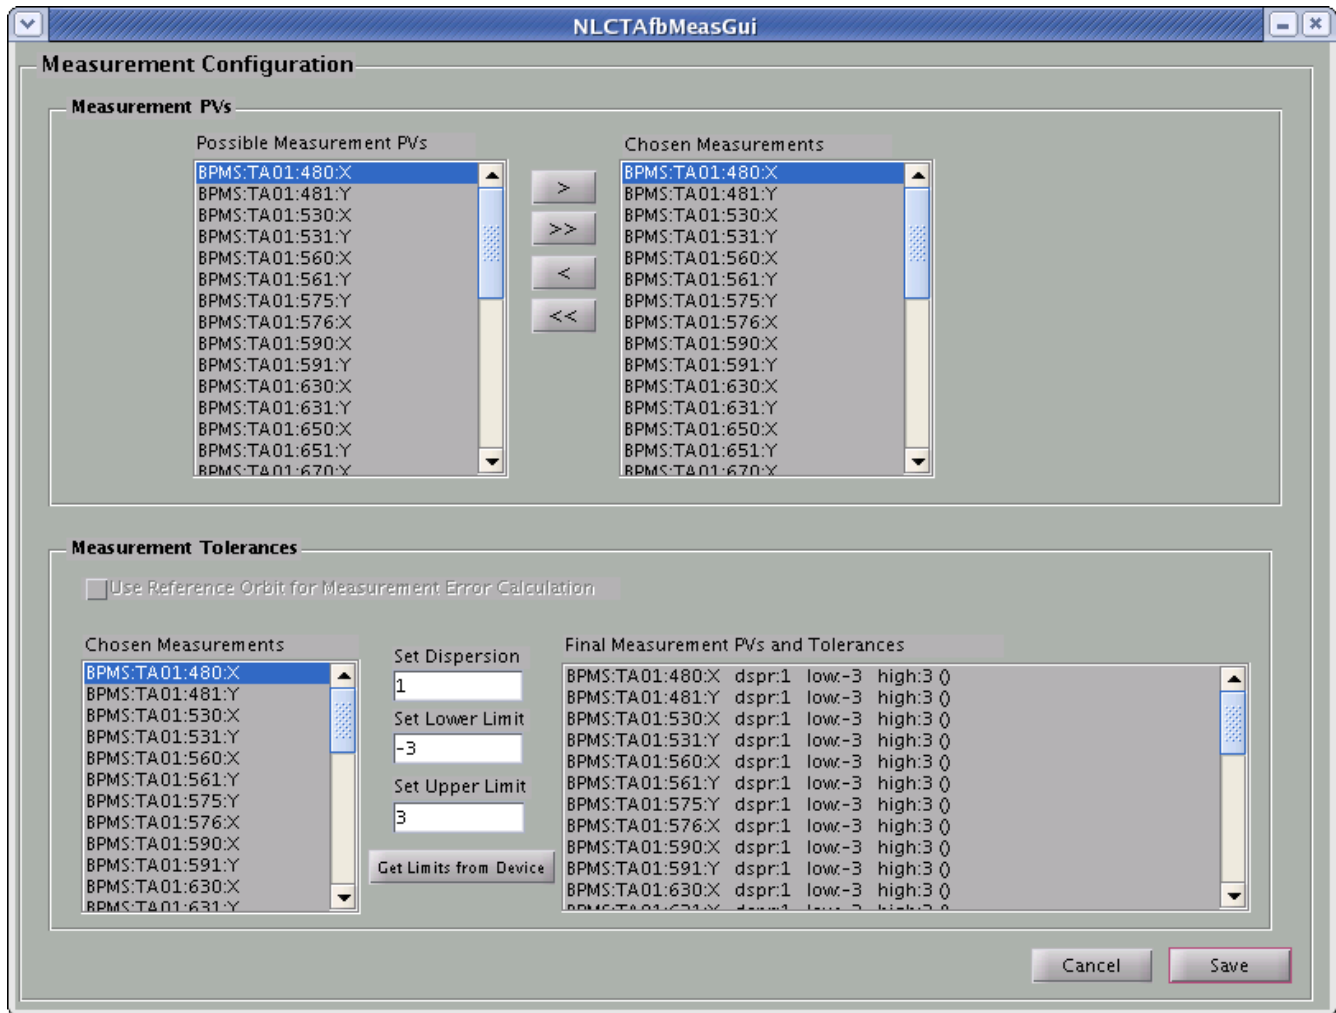 NLCTAfbMeasGui
Measurement Configuration
Measurement PVs
Possible Measurement PVs
BPMS:TA01:480:X
BPMS:TA01:481:Y
BPMS:TA01:530:X
BPMS:TA01:531:Y
BPMS:TA01:560:X
BPMS:TA01:561:Y
BPMS:TA01:575:Y
BPMS:TA01:576:X
BPMS:TA01:590:X
BPMS:TA01:591:Y
BPMS:TA01:630:X
BPMS:TA01:631:Y
BPMS:TA01:650:X
BPMS:TA01:651:Y
BPMS:TA01:670:X
>
>>
<
<<
Chosen Measurements
BPMS:TA01:480:X
BPMS:TA01:481:Y
BPMS:TA01:530:X
BPMS:TA01:531:Y
BPMS:TA01:560:X
BPMS:TA01:561:Y
BPMS:TA01:575:Y
BPMS:TA01:576:X
BPMS:TA01:590:X
BPMS:TA01:591:Y
BPMS:TA01:630:X
BPMS:TA01:631:Y
BPMS:TA01:650:X
BPMS:TA01:651:Y
BPMS:TA01:670:X
Measurement Tolerances
Use Reference Orbit for Measurement Error Calculation
Chosen Measurements
BPMS:TA01:480:X
BPMS:TA01:481:Y
BPMS:TA01:530:X
BPMS:TA01:531:Y
BPMS:TA01:560:X
BPMS:TA01:561:Y
BPMS:TA01:575:Y
BPMS:TA01:576:X
BPMS:TA01:590:X
BPMS:TA01:591:Y
BPMS:TA01:630:X
BPMS:TA01:631:Y
Set Dispersion
1
Set Lower Limit
-3
Set Upper Limit
3
Get Limits from Device
Final Measurement PVs and Tolerances
BPMS:TA01:480:X dspr:1 low:-3 high:3 ()
BPMS:TA01:481:Y dspr:1 low:-3 high:3 ()
BPMS:TA01:530:X dspr:1 low:-3 high:3 ()
BPMS:TA01:531:Y dspr:1 low:-3 high:3 ()
BPMS:TA01:560:X dspr:1 low:-3 high:3 ()
BPMS:TA01:561:Y dspr:1 low:-3 high:3 ()
BPMS:TA01:575:Y dspr:1 low:-3 high:3 ()
BPMS:TA01:576:X dspr:1 low:-3 high:3 ()
BPMS:TA01:590:X dspr:1 low:-3 high:3 ()
BPMS:TA01:591:Y dspr:1 low:-3 high:3 ()
BPMS:TA01:630:X dspr:1 low:-3 high:3 ()
Cancel
Save